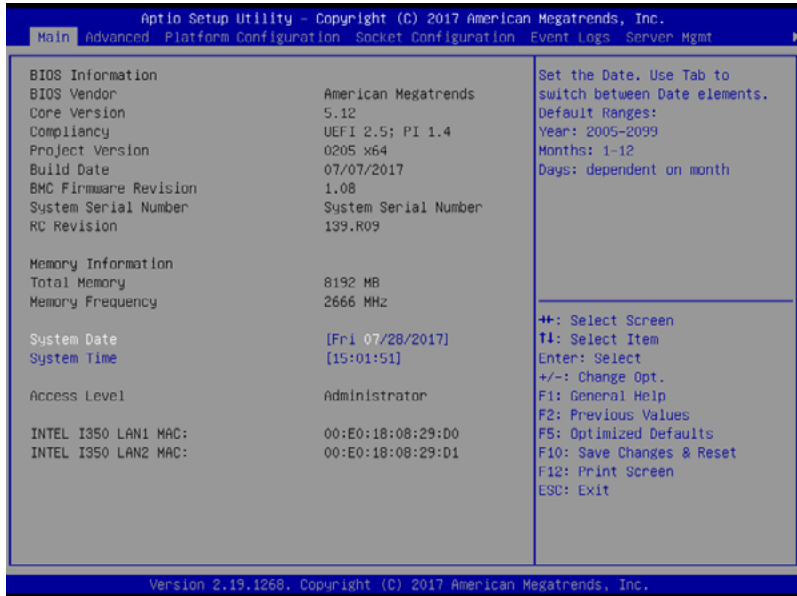 Aptio Setup Utility – Copyright (C) 2017 American Megatrends, Inc.
Main Advanced Platform Configuration Socket Configuration Event Logs Server Mgmt
BIOS Information
BIOS Vendor American Megatrends
Core Version 5.12
Compliancy UEFI 2.5; PI 1.4
Project Version 0205 x64
Build Date 07/07/2017
BMC Firmware Revision 1.08
System Serial Number System Serial Number
RC Revision 139.R09
Memory Information
Total Memory 8192 MB
Memory Frequency 2666 MHz
System Date [Fri 07/28/2017]
System Time [15:01:51]
Access Level Administrator
INTEL I350 LAN1 MAC: 00:E0:18:08:29:D0
INTEL I350 LAN2 MAC: 00:E0:18:08:29:D1
Set the Date. Use Tab to
switch between Date elements.
Default Ranges:
Year: 2005-2099
Months: 1-12
Days: dependent on month
→←: Select Screen
↑↓: Select Item
Enter: Select
+/-: Change Opt.
F1: General Help
F2: Previous Values
F5: Optimized Defaults
F10: Save Changes & Reset
F12: Print Screen
ESC: Exit
Version 2.19.1268. Copyright (C) 2017 American Megatrends, Inc.